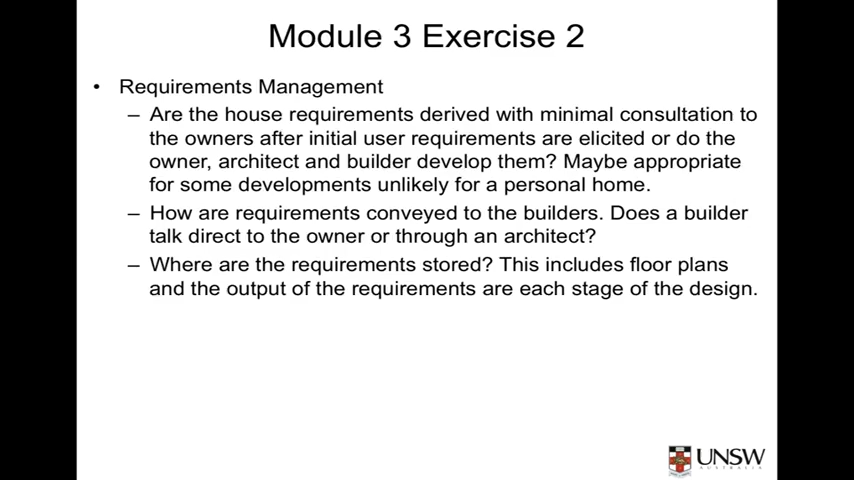 Module 3 Exercise 2
• Requirements Management
– Are the house requirements derived with minimal consultation to
the owners after initial user requirements are elicited or do the
owner, architect and builder develop them? Maybe appropriate
for some developments unlikely for a personal home.
– How are requirements conveyed to the builders. Does a builder
talk direct to the owner or through an architect?
– Where are the requirements stored? This includes floor plans
and the output of the requirements are each stage of the design.
UNSW
AUSTRALIA